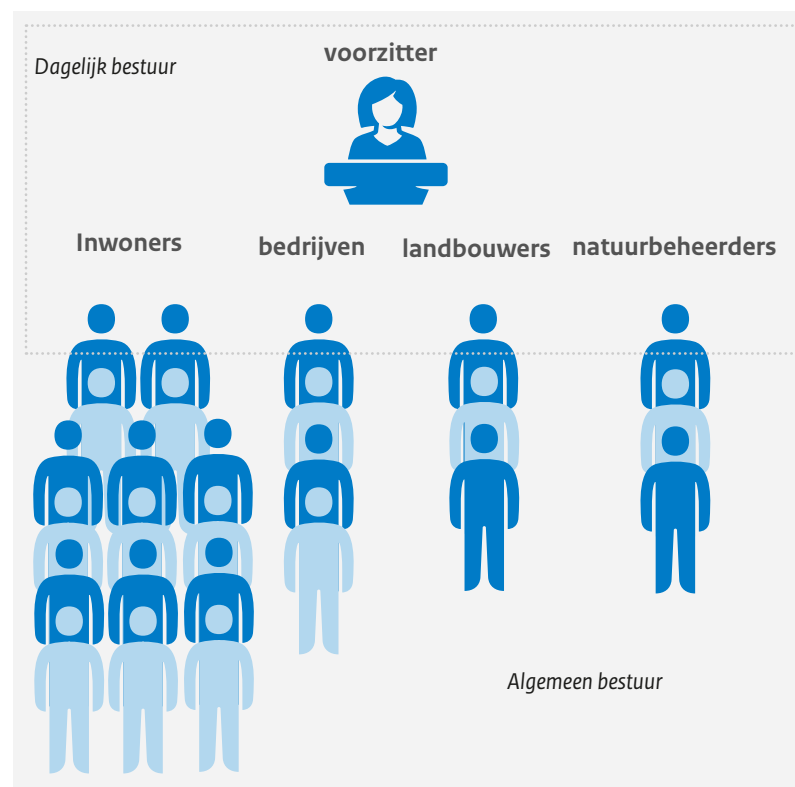 voorzitter
Dagelijk bestuur
Inwoners
bedrijven
landbouwers
natuurbeheerders
Algemeen bestuur